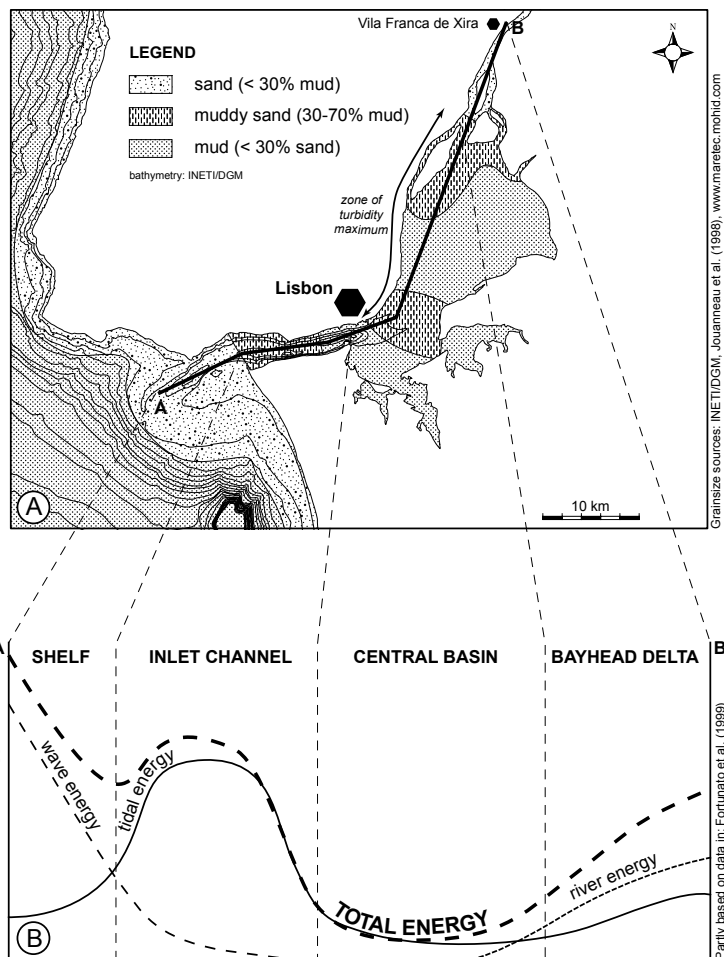 Vila Franca de Xira
B
N
LEGEND
sand (< 30% mud)
muddy sand (30-70% mud)
mud (< 30% sand)
bathymetry: INETI/DGM
zone of
turbidity
maximum
Lisbon
A
10 km
A
Grainsize sources: INETI/DGM, Jouanneau et al. (1998), www.maretec.mohid.com
A
B
SHELF
INLET CHANNEL
CENTRAL BASIN
BAYHEAD DELTA
wave energy
tidal energy
TOTAL ENERGY
river energy
B
Partly based on data in: Fortunato et al. (1999)